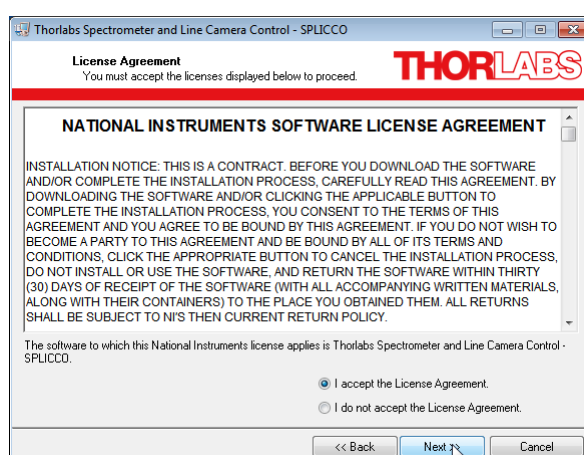 Thorlabs Spectrometer and Line Camera Control - SPLICCO
License Agreement
You must accept the licenses displayed below to proceed.
THORLABS
NATIONAL INSTRUMENTS SOFTWARE LICENSE AGREEMENT
INSTALLATION NOTICE: THIS IS A CONTRACT. BEFORE YOU DOWNLOAD THE SOFTWARE
AND/OR COMPLETE THE INSTALLATION PROCESS, CAREFULLY READ THIS AGREEMENT. BY
DOWNLOADING THE SOFTWARE AND/OR CLICKING THE APPLICABLE BUTTON TO
COMPLETE THE INSTALLATION PROCESS, YOU CONSENT TO THE TERMS OF THIS
AGREEMENT AND YOU AGREE TO BE BOUND BY THIS AGREEMENT. IF YOU DO NOT WISH TO
BECOME A PARTY TO THIS AGREEMENT AND BE BOUND BY ALL OF ITS TERMS AND
CONDITIONS, CLICK THE APPROPRIATE BUTTON TO CANCEL THE INSTALLATION PROCESS,
DO NOT INSTALL OR USE THE SOFTWARE, AND RETURN THE SOFTWARE WITHIN THIRTY
(30) DAYS OF RECEIPT OF THE SOFTWARE (WITH ALL ACCOMPANYING WRITTEN MATERIALS,
ALONG WITH THEIR CONTAINERS) TO THE PLACE YOU OBTAINED THEM. ALL RETURNS
SHALL BE SUBJECT TO NI'S THEN CURRENT RETURN POLICY.
The software to which this National Instruments license applies is Thorlabs Spectrometer and Line Camera Control -
SPLICCO.
I accept the License Agreement.
I do not accept the License Agreement.
<< Back Next >> Cancel